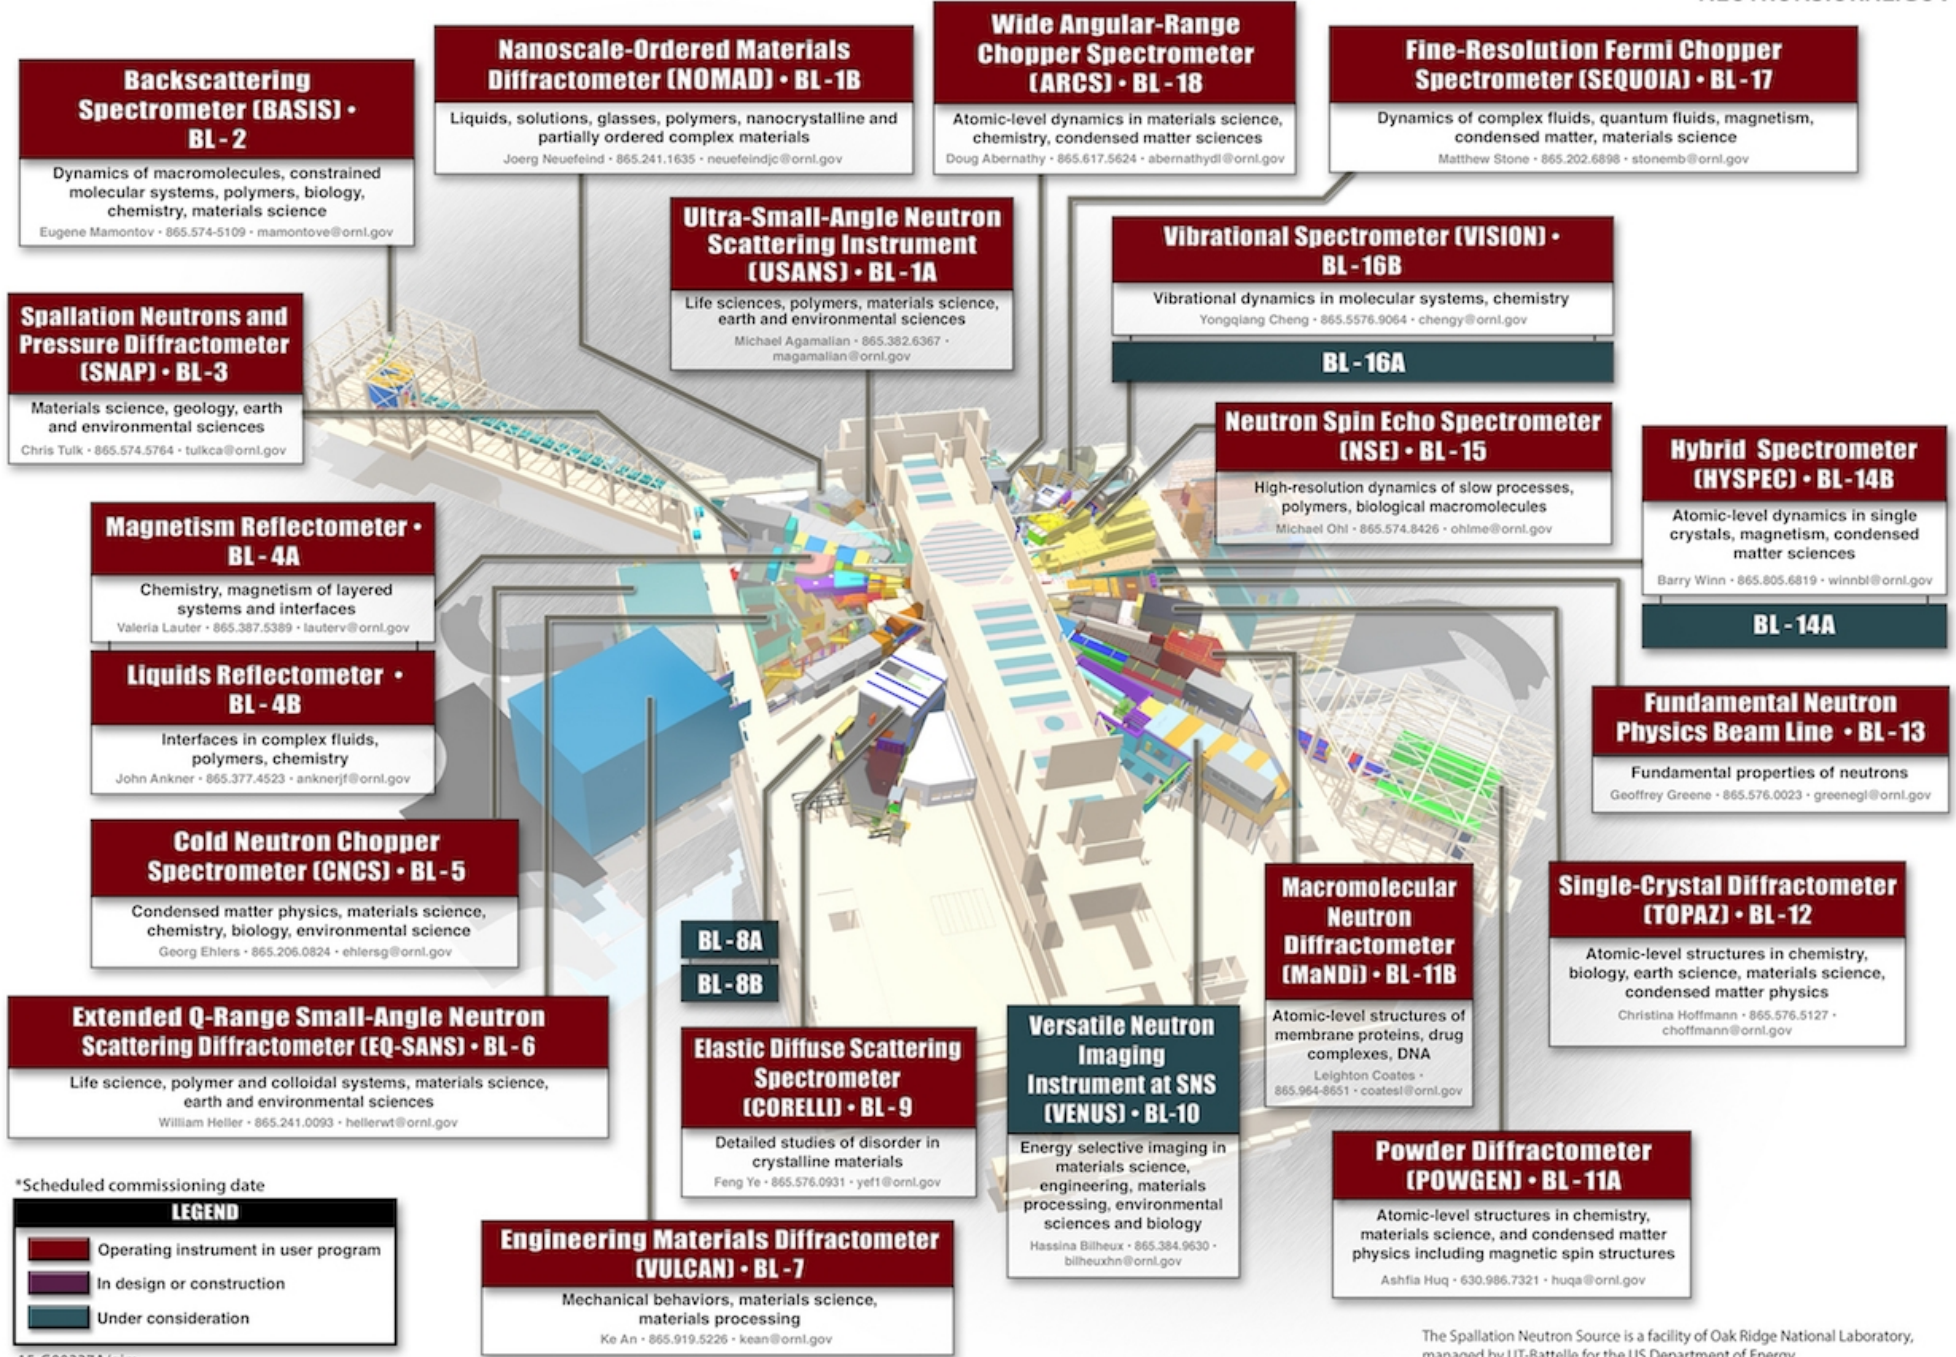 Backscattering
Spectrometer (BASIS) •
BL - 2
Dynamics of macromolecules, constrained
molecular systems, polymers, biology,
chemistry, materials science
Eugene Mamontov • 865.574-5109 • mamontove@ornl.gov
Nanoscale-Ordered Materials
Diffractometer (NOMAD) • BL - 1B
Liquids, solutions, glasses, polymers, nanocrystalline and
partially ordered complex materials
Joerg Neuefeind • 865.241.1635 • neuefeindjc@ornl.gov
Wide Angular-Range
Chopper Spectrometer
(ARCS) • BL - 18
Atomic-level dynamics in materials science,
chemistry, condensed matter sciences
Doug Abernathy • 865.617.5624 • abernathydl@ornl.gov
Fine-Resolution Fermi Chopper
Spectrometer (SEQUOIA) • BL - 17
Dynamics of complex fluids, quantum fluids, magnetism,
condensed matter, materials science
Matthew Stone • 865.202.6898 • stonemb@ornl.gov
Ultra-Small-Angle Neutron
Scattering Instrument
(USANS) • BL - 1A
Life sciences, polymers, materials science,
earth and environmental sciences
Michael Agamalian • 865.382.6367 •
magamalian@ornl.gov
Vibrational Spectrometer (VISION) •
BL - 16B
Vibrational dynamics in molecular systems, chemistry
Yongqiang Cheng • 865.5576.9064 • chengy@ornl.gov
BL - 16A
Spallation Neutrons and
Pressure Diffractometer
(SNAP) • BL - 3
Materials science, geology, earth
and environmental sciences
Chris Tulk • 865.574.5764 • tulkca@ornl.gov
Neutron Spin Echo Spectrometer
(NSE) • BL - 15
High-resolution dynamics of slow processes,
polymers, biological macromolecules
Michael Ohl • 865.574.8426 • ohlme@ornl.gov
Hybrid Spectrometer
(HYSPEC) • BL - 14B
Atomic-level dynamics in single
crystals, magnetism, condensed
matter sciences
Barry Winn • 865.805.6819 • winnbl@ornl.gov
BL - 14A
Magnetism Reflectometer •
BL - 4A
Chemistry, magnetism of layered
systems and interfaces
Valeria Lauter • 865.387.5389 • lauterv@ornl.gov
Liquids Reflectometer •
BL - 4B
Interfaces in complex fluids,
polymers, chemistry
John Ankner • 865.377.4523 • anknerjf@ornl.gov
Fundamental Neutron
Physics Beam Line • BL - 13
Fundamental properties of neutrons
Geoffrey Greene • 865.576.0023 • greenegl@ornl.gov
Cold Neutron Chopper
Spectrometer (CNCS) • BL - 5
Condensed matter physics, materials science,
chemistry, biology, environmental science
Georg Ehlers • 865.206.0824 • ehlersg@ornl.gov
Single-Crystal Diffractometer
(TOPAZ) • BL - 12
Atomic-level structures in chemistry,
biology, earth science, materials science,
condensed matter physics
Christina Hoffmann • 865.576.5127 •
choffmann@ornl.gov
Macromolecular
Neutron
Diffractometer
(MaNDi) • BL - 11B
Atomic-level structures of
membrane proteins, drug
complexes, DNA
Leighton Coates •
865.964-8651 • coatesl@ornl.gov
BL - 8A
BL - 8B
Extended Q-Range Small-Angle Neutron
Scattering Diffractometer (EQ-SANS) • BL - 6
Life science, polymer and colloidal systems, materials science,
earth and environmental sciences
William Heller • 865.241.0093 • hellerwt@ornl.gov
Elastic Diffuse Scattering
Spectrometer
(CORELLI) • BL - 9
Detailed studies of disorder in
crystalline materials
Feng Ye • 865.576.0931 • yef1@ornl.gov
Versatile Neutron
Imaging
Instrument at SNS
(VENUS) • BL-10
Energy selective imaging in
materials science,
engineering, materials
processing, environmental
sciences and biology
Hassina Bilheux • 865.384.9630 •
bilheuxhn@ornl.gov
Powder Diffractometer
(POWGEN) • BL - 11A
Atomic-level structures in chemistry,
materials science, and condensed matter
physics including magnetic spin structures
Ashfia Huq • 630.986.7321 • huqa@ornl.gov
Engineering Materials Diffractometer
(VULCAN) • BL - 7
Mechanical behaviors, materials science,
materials processing
Ke An • 865.919.5226 • kean@ornl.gov
*Scheduled commissioning date
LEGEND
Operating instrument in user program
In design or construction
Under consideration
The Spallation Neutron Source is a facility of Oak Ridge National Laboratory,
managed by UT-Battelle for the US Department of Energy